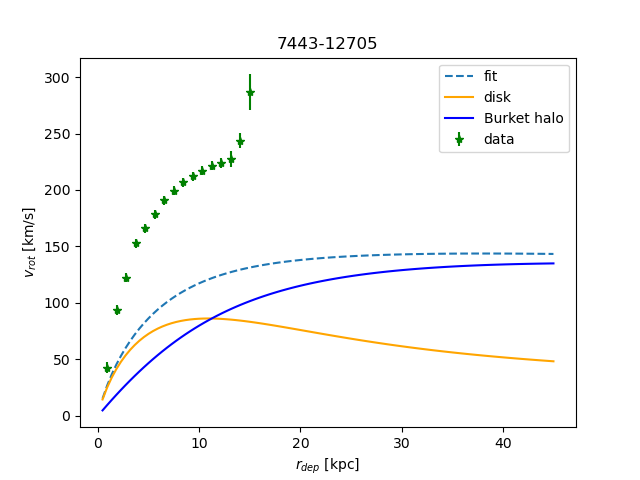 7443-12705
300
250
200
150
100
50
0
v_rot [km/s]
fit
disk
Burket halo
data
0 10 20 30 40
r_dep [kpc]